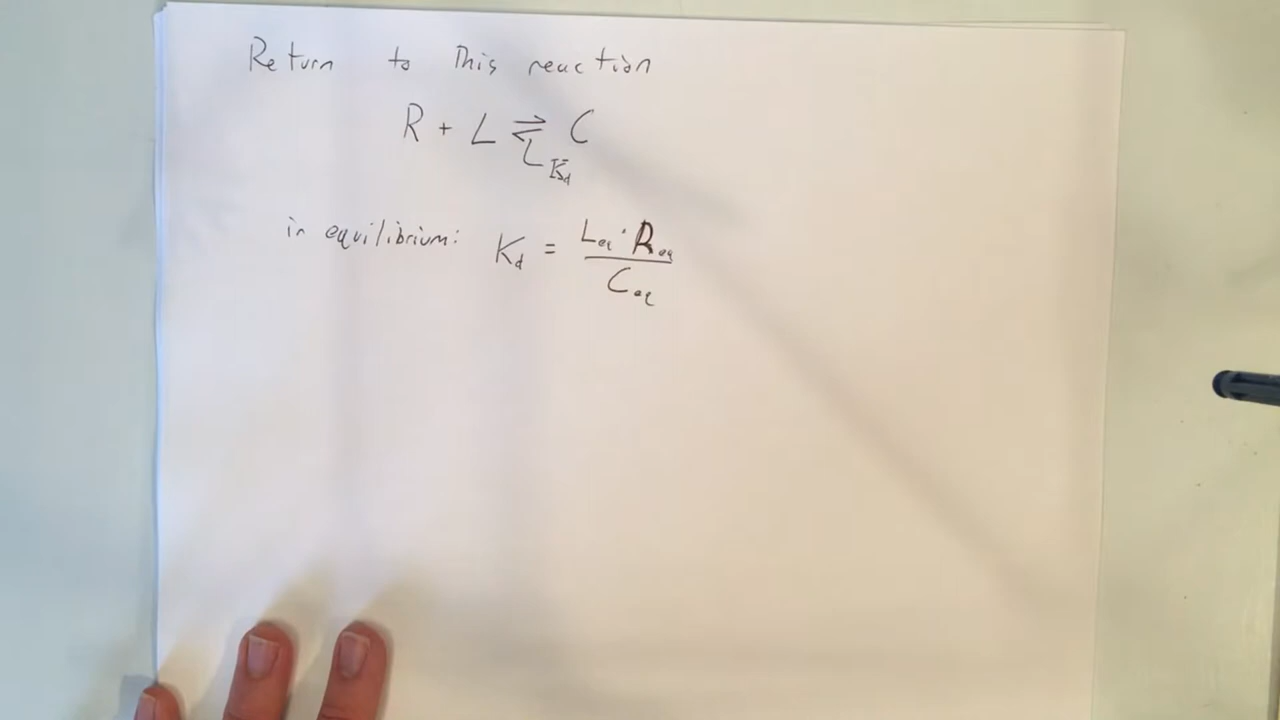 Return to this reaction
R + L ⇌ C
Kd
in equilibrium: Kd = Leq · Req / Ceq